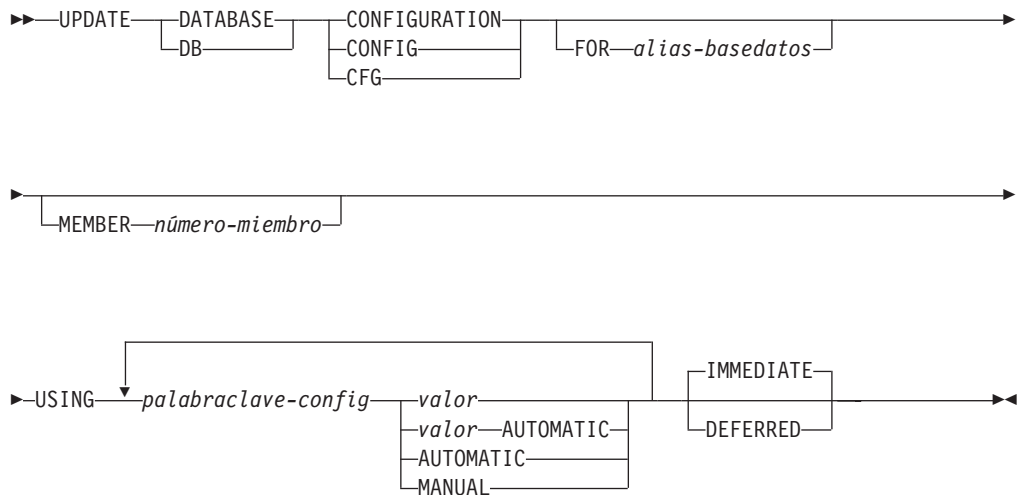 UPDATE DATABASE CONFIGURATION
DB CONFIG FOR alias-basedatos
CFG
MEMBER número-miembro
IMMEDIATE
USING palabraclave-config valor
valor AUTOMATIC DEFERRED
AUTOMATIC
MANUAL